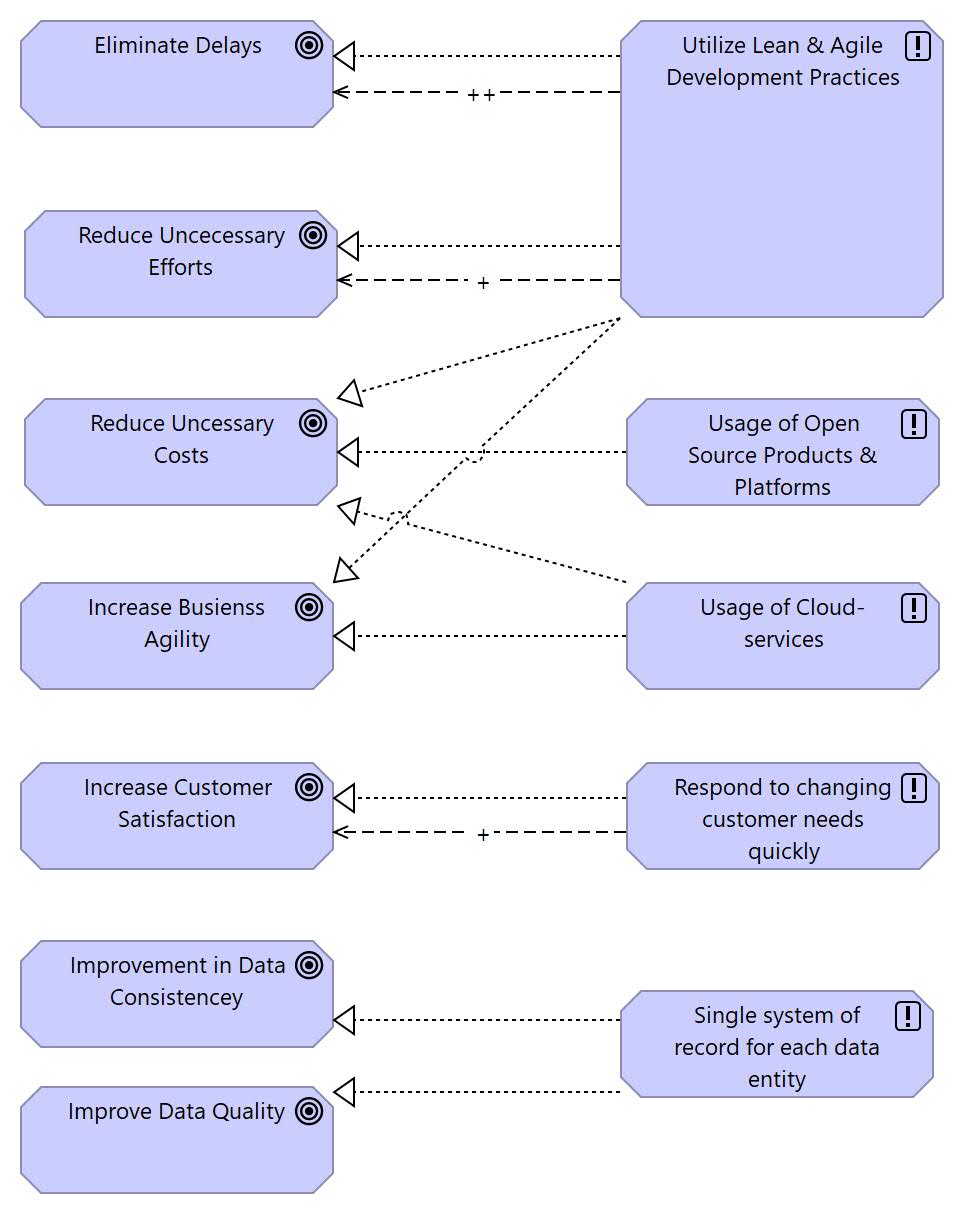 Eliminate Delays
Utilize Lean & Agile
Development Practices
++
Reduce Uncecessary
Efforts
+
Reduce Uncessary
Costs
Usage of Open
Source Products &
Platforms
Increase Busienss
Agility
Usage of Cloud-
services
Increase Customer
Satisfaction
Respond to changing
customer needs
quickly
+
Improvement in Data
Consistencey
Single system of
record for each data
entity
Improve Data Quality